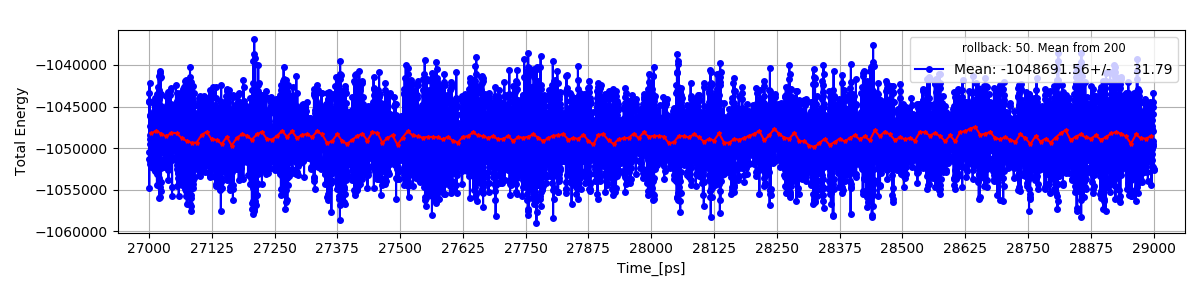 rollback: 50. Mean from 200
Mean: -1048691.56+/- 31.79
Total Energy
−1040000
−1045000
−1050000
−1055000
−1060000
27000 27125 27250 27375 27500 27625 27750 27875 28000 28125 28250 28375 28500 28625 28750 28875 29000
Time_[ps]